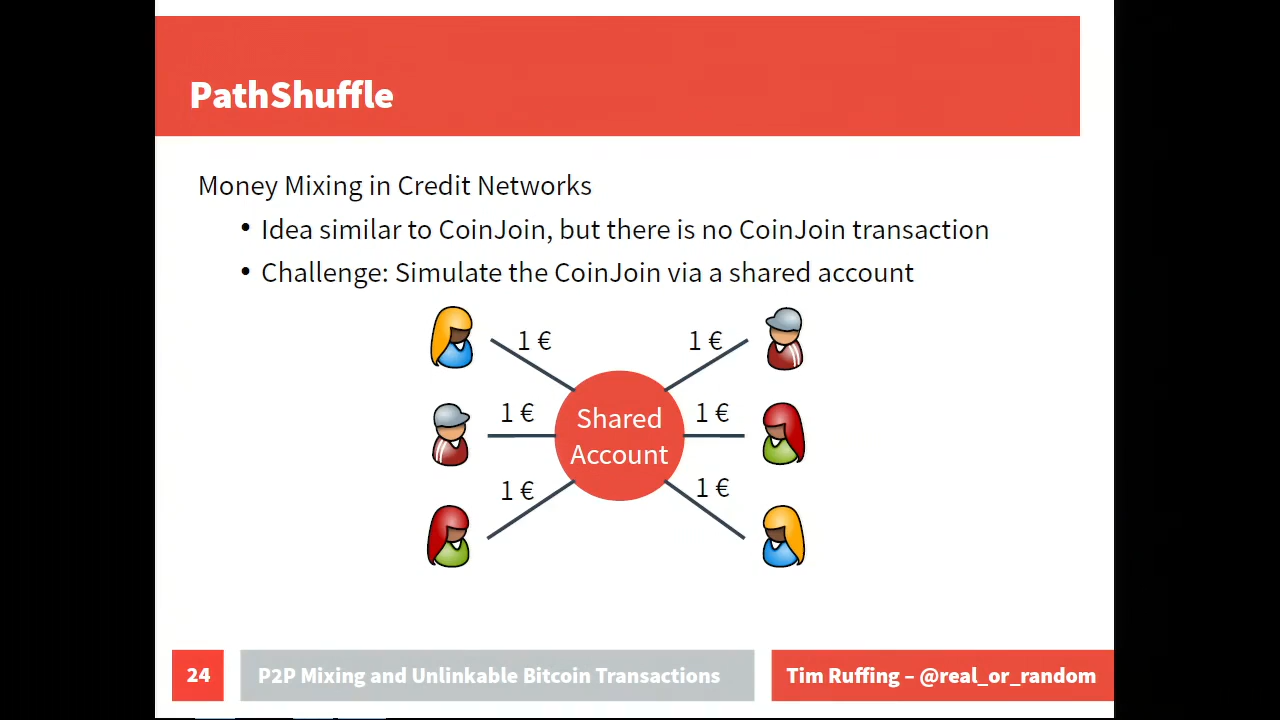 PathShuffle
Money Mixing in Credit Networks
• Idea similar to CoinJoin, but there is no CoinJoin transaction
• Challenge: Simulate the CoinJoin via a shared account
1 €
1 €
1 €
1 €
Shared
Account
1 €
1 €
24
P2P Mixing and Unlinkable Bitcoin Transactions
Tim Ruffing – @real_or_random